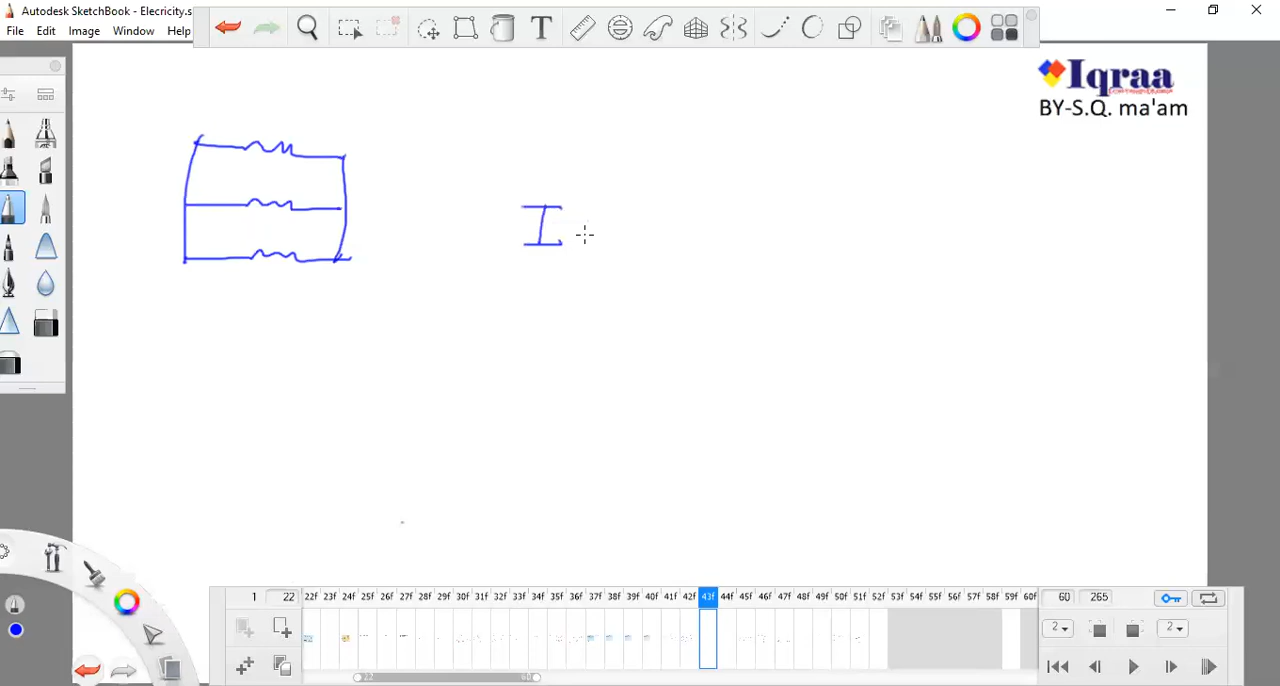 Autodesk SketchBook - Elecricity.s
File Edit Image Window Help
T
Iqraa
BY-S.Q. ma'am
I
1 22 22f 23f 24f 25f 26f 27f 28f 29f 30f 31f 32f 33f 34f 35f 36f 37f 38f 39f 40f 41f 42f 43f 44f 45f 46f 47f 48f 49f 50f 51f 52f 53f 54f 55f 56f 57f 58f 59f 60f 60 265
2 2
22 60